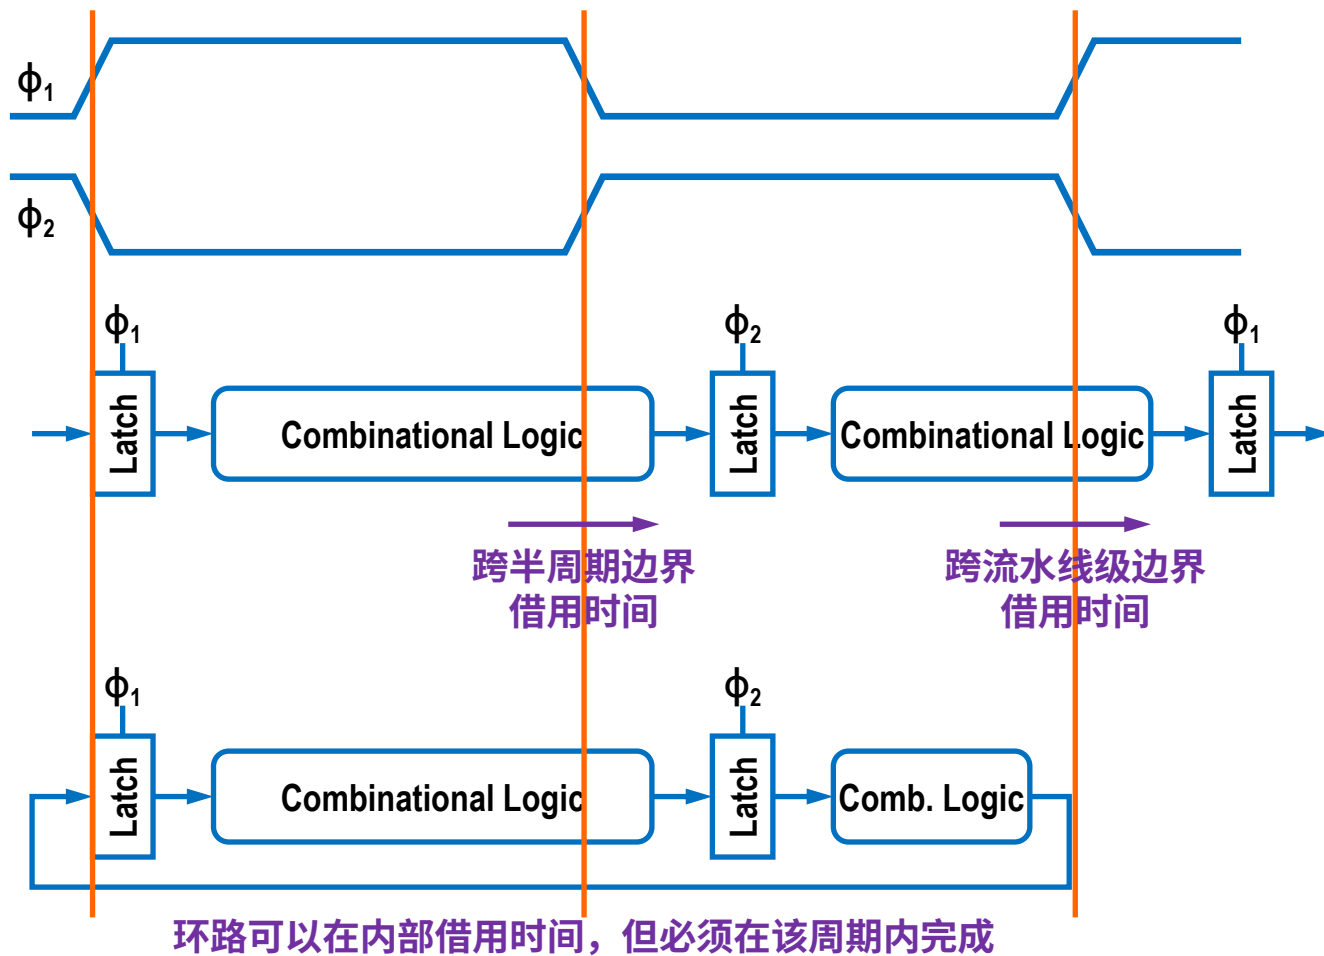 ϕ1
ϕ2
ϕ1
ϕ2
ϕ1
Latch
Combinational Logic
Latch
Combinational Logic
Latch
跨半周期边界
借用时间
跨流水线级边界
借用时间
ϕ1
ϕ2
Latch
Combinational Logic
Latch
Comb. Logic
环路可以在内部借用时间，但必须在该周期内完成